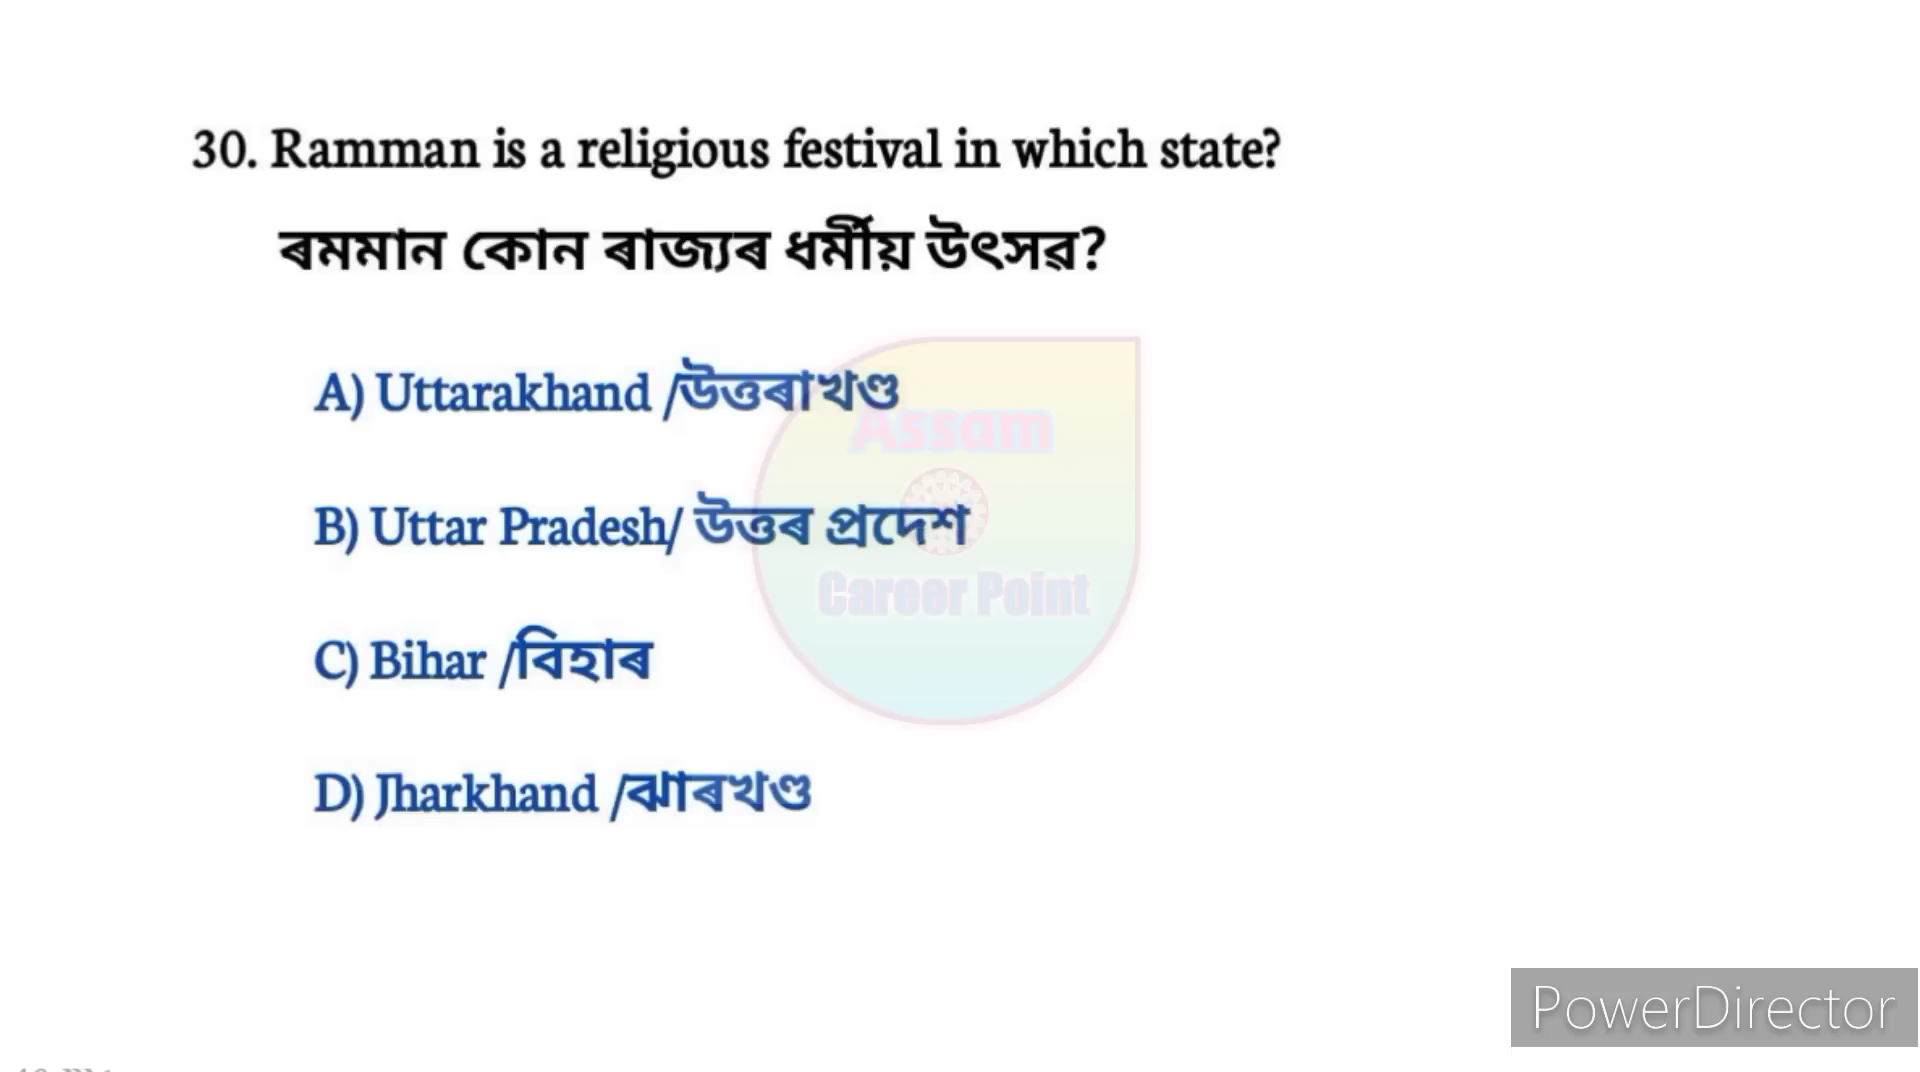 30. Ramman is a religious festival in which state?
ৰমমান কোন ৰাজ্যৰ ধৰ্মীয় উৎসৱ?
A) Uttarakhand /উত্তৰাখণ্ড
Assam
B) Uttar Pradesh/ উত্তৰ প্ৰদেশ
Career Point
C) Bihar /বিহাৰ
D) Jharkhand /ঝাৰখণ্ড
PowerDirector